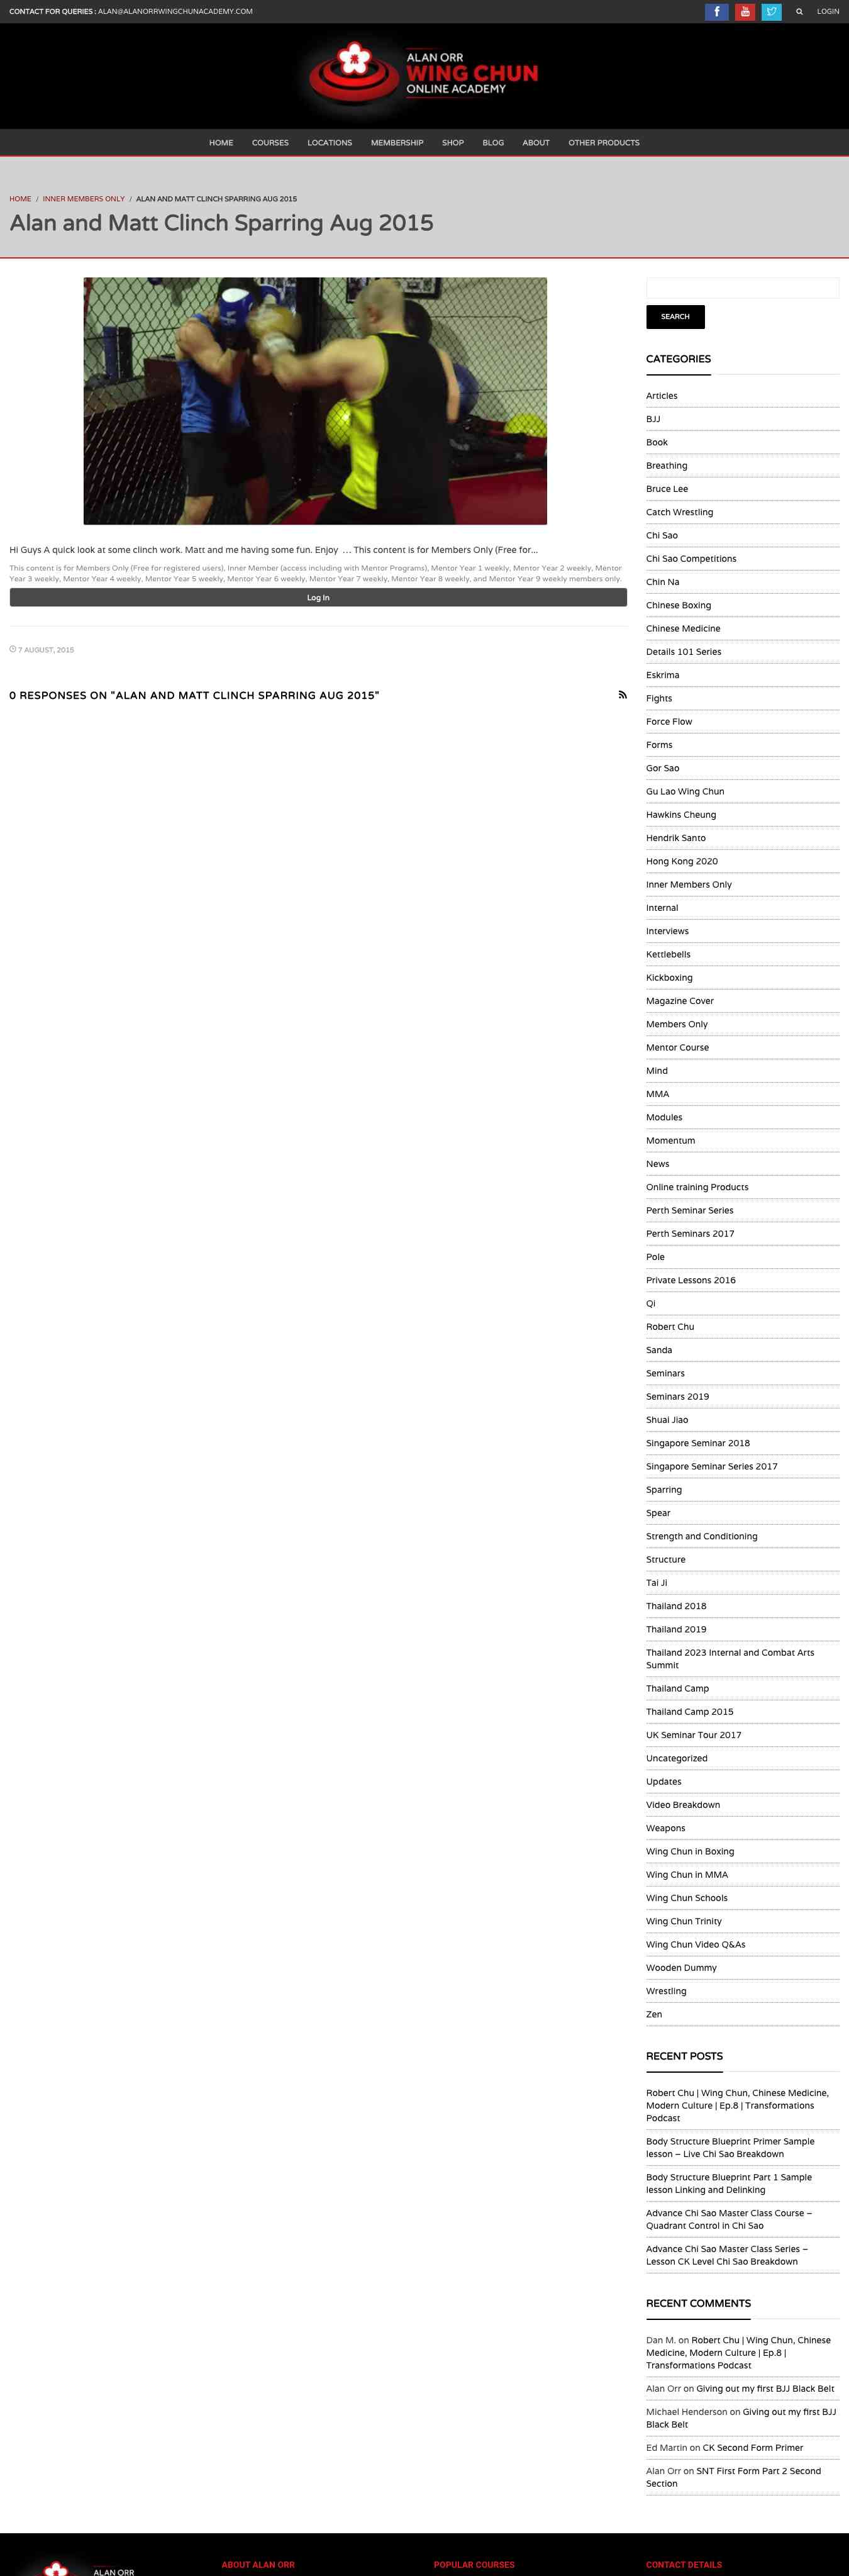 CONTACT FOR QUERIES : ALAN@ALANORRWINGCHUNACADEMY.COM
LOGIN
ALAN ORR
WING CHUN
ONLINE ACADEMY
HOME COURSES LOCATIONS MEMBERSHIP SHOP BLOG ABOUT OTHER PRODUCTS
HOME / INNER MEMBERS ONLY / ALAN AND MATT CLINCH SPARRING AUG 2015
Alan and Matt Clinch Sparring Aug 2015
Hi Guys A quick look at some clinch work. Matt and me having some fun. Enjoy … This content is for Members Only (Free for...
This content is for Members Only (Free for registered users), Inner Member (access including with Mentor Programs), Mentor Year 1 weekly, Mentor Year 2 weekly, Mentor
Year 3 weekly, Mentor Year 4 weekly, Mentor Year 5 weekly, Mentor Year 6 weekly, Mentor Year 7 weekly, Mentor Year 8 weekly, and Mentor Year 9 weekly members only.
Log In
7 AUGUST, 2015
0 RESPONSES ON "ALAN AND MATT CLINCH SPARRING AUG 2015"
SEARCH
CATEGORIES
Articles
BJJ
Book
Breathing
Bruce Lee
Catch Wrestling
Chi Sao
Chi Sao Competitions
Chin Na
Chinese Boxing
Chinese Medicine
Details 101 Series
Eskrima
Fights
Force Flow
Forms
Gor Sao
Gu Lao Wing Chun
Hawkins Cheung
Hendrik Santo
Hong Kong 2020
Inner Members Only
Internal
Interviews
Kettlebells
Kickboxing
Magazine Cover
Members Only
Mentor Course
Mind
MMA
Modules
Momentum
News
Online training Products
Perth Seminar Series
Perth Seminars 2017
Pole
Private Lessons 2016
Qi
Robert Chu
Sanda
Seminars
Seminars 2019
Shuai Jiao
Singapore Seminar 2018
Singapore Seminar Series 2017
Sparring
Spear
Strength and Conditioning
Structure
Tai Ji
Thailand 2018
Thailand 2019
Thailand 2023 Internal and Combat Arts
Summit
Thailand Camp
Thailand Camp 2015
UK Seminar Tour 2017
Uncategorized
Updates
Video Breakdown
Weapons
Wing Chun in Boxing
Wing Chun in MMA
Wing Chun Schools
Wing Chun Trinity
Wing Chun Video Q&As
Wooden Dummy
Wrestling
Zen
RECENT POSTS
Robert Chu | Wing Chun, Chinese Medicine,
Modern Culture | Ep.8 | Transformations
Podcast
Body Structure Blueprint Primer Sample
lesson – Live Chi Sao Breakdown
Body Structure Blueprint Part 1 Sample
lesson Linking and Delinking
Advance Chi Sao Master Class Course –
Quadrant Control in Chi Sao
Advance Chi Sao Master Class Series –
Lesson CK Level Chi Sao Breakdown
RECENT COMMENTS
Dan M. on Robert Chu | Wing Chun, Chinese
Medicine, Modern Culture | Ep.8 |
Transformations Podcast
Alan Orr on Giving out my first BJJ Black Belt
Michael Henderson on Giving out my first BJJ
Black Belt
Ed Martin on CK Second Form Primer
Alan Orr on SNT First Form Part 2 Second
Section
ALAN ORR
ABOUT ALAN ORR
POPULAR COURSES
CONTACT DETAILS